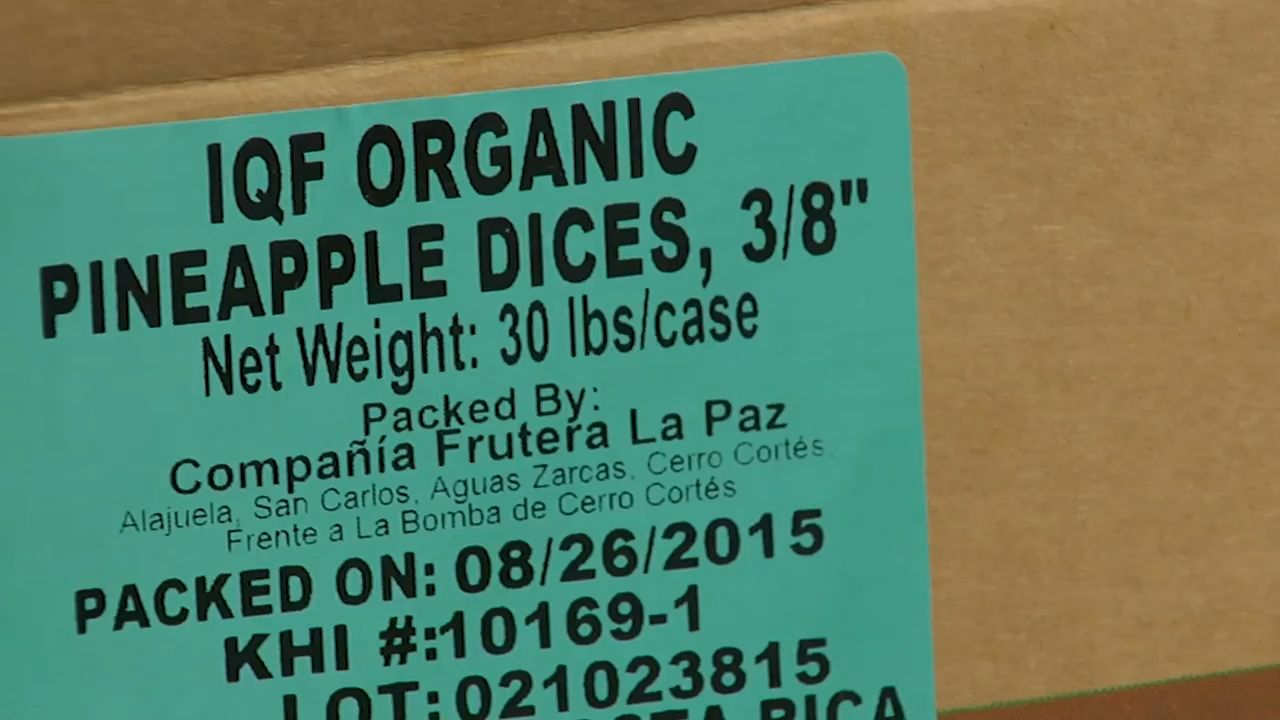 IQF ORGANIC
PINEAPPLE DICES, 3/8"
Net Weight: 30 lbs/case
Packed By:
Compañía Frutera La Paz
Alajuela, San Carlos, Aguas Zarcas, Cerro Cortés,
Frente a La Bomba de Cerro Cortés
PACKED ON: 08/26/2015
KHI #:10169-1
LOT:021023815
COSTA RICA